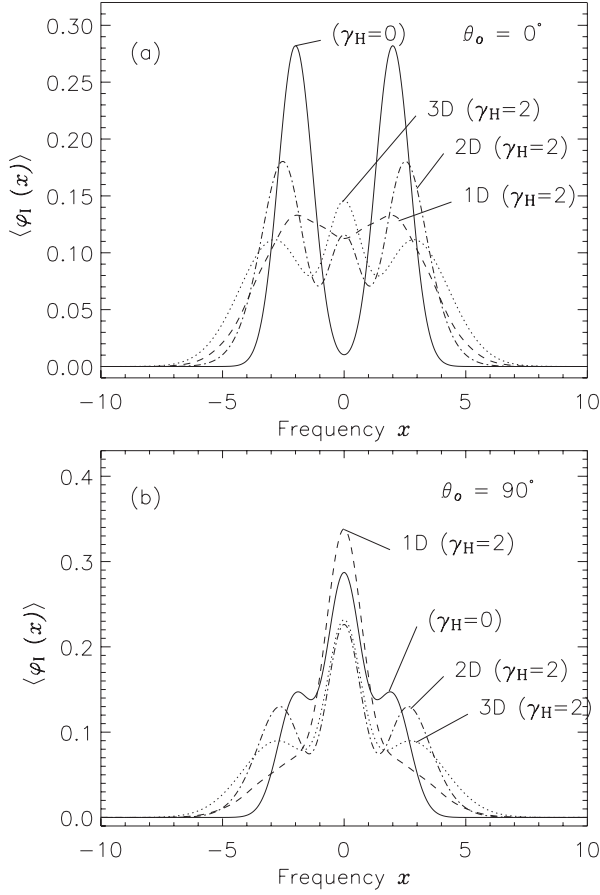 (a)
(γH=0)
θo = 0°
3D (γH=2)
2D (γH=2)
1D (γH=2)
0.30
0.25
0.20
0.15
0.10
0.05
0.00
⟨φI (x)⟩
−10 −5 0 5 10
Frequency x
(b)
θo = 90°
1D (γH=2)
(γH=0)
2D (γH=2)
3D (γH=2)
0.4
0.3
0.2
0.1
0.0
⟨φI (x)⟩
−10 −5 0 5 10
Frequency x